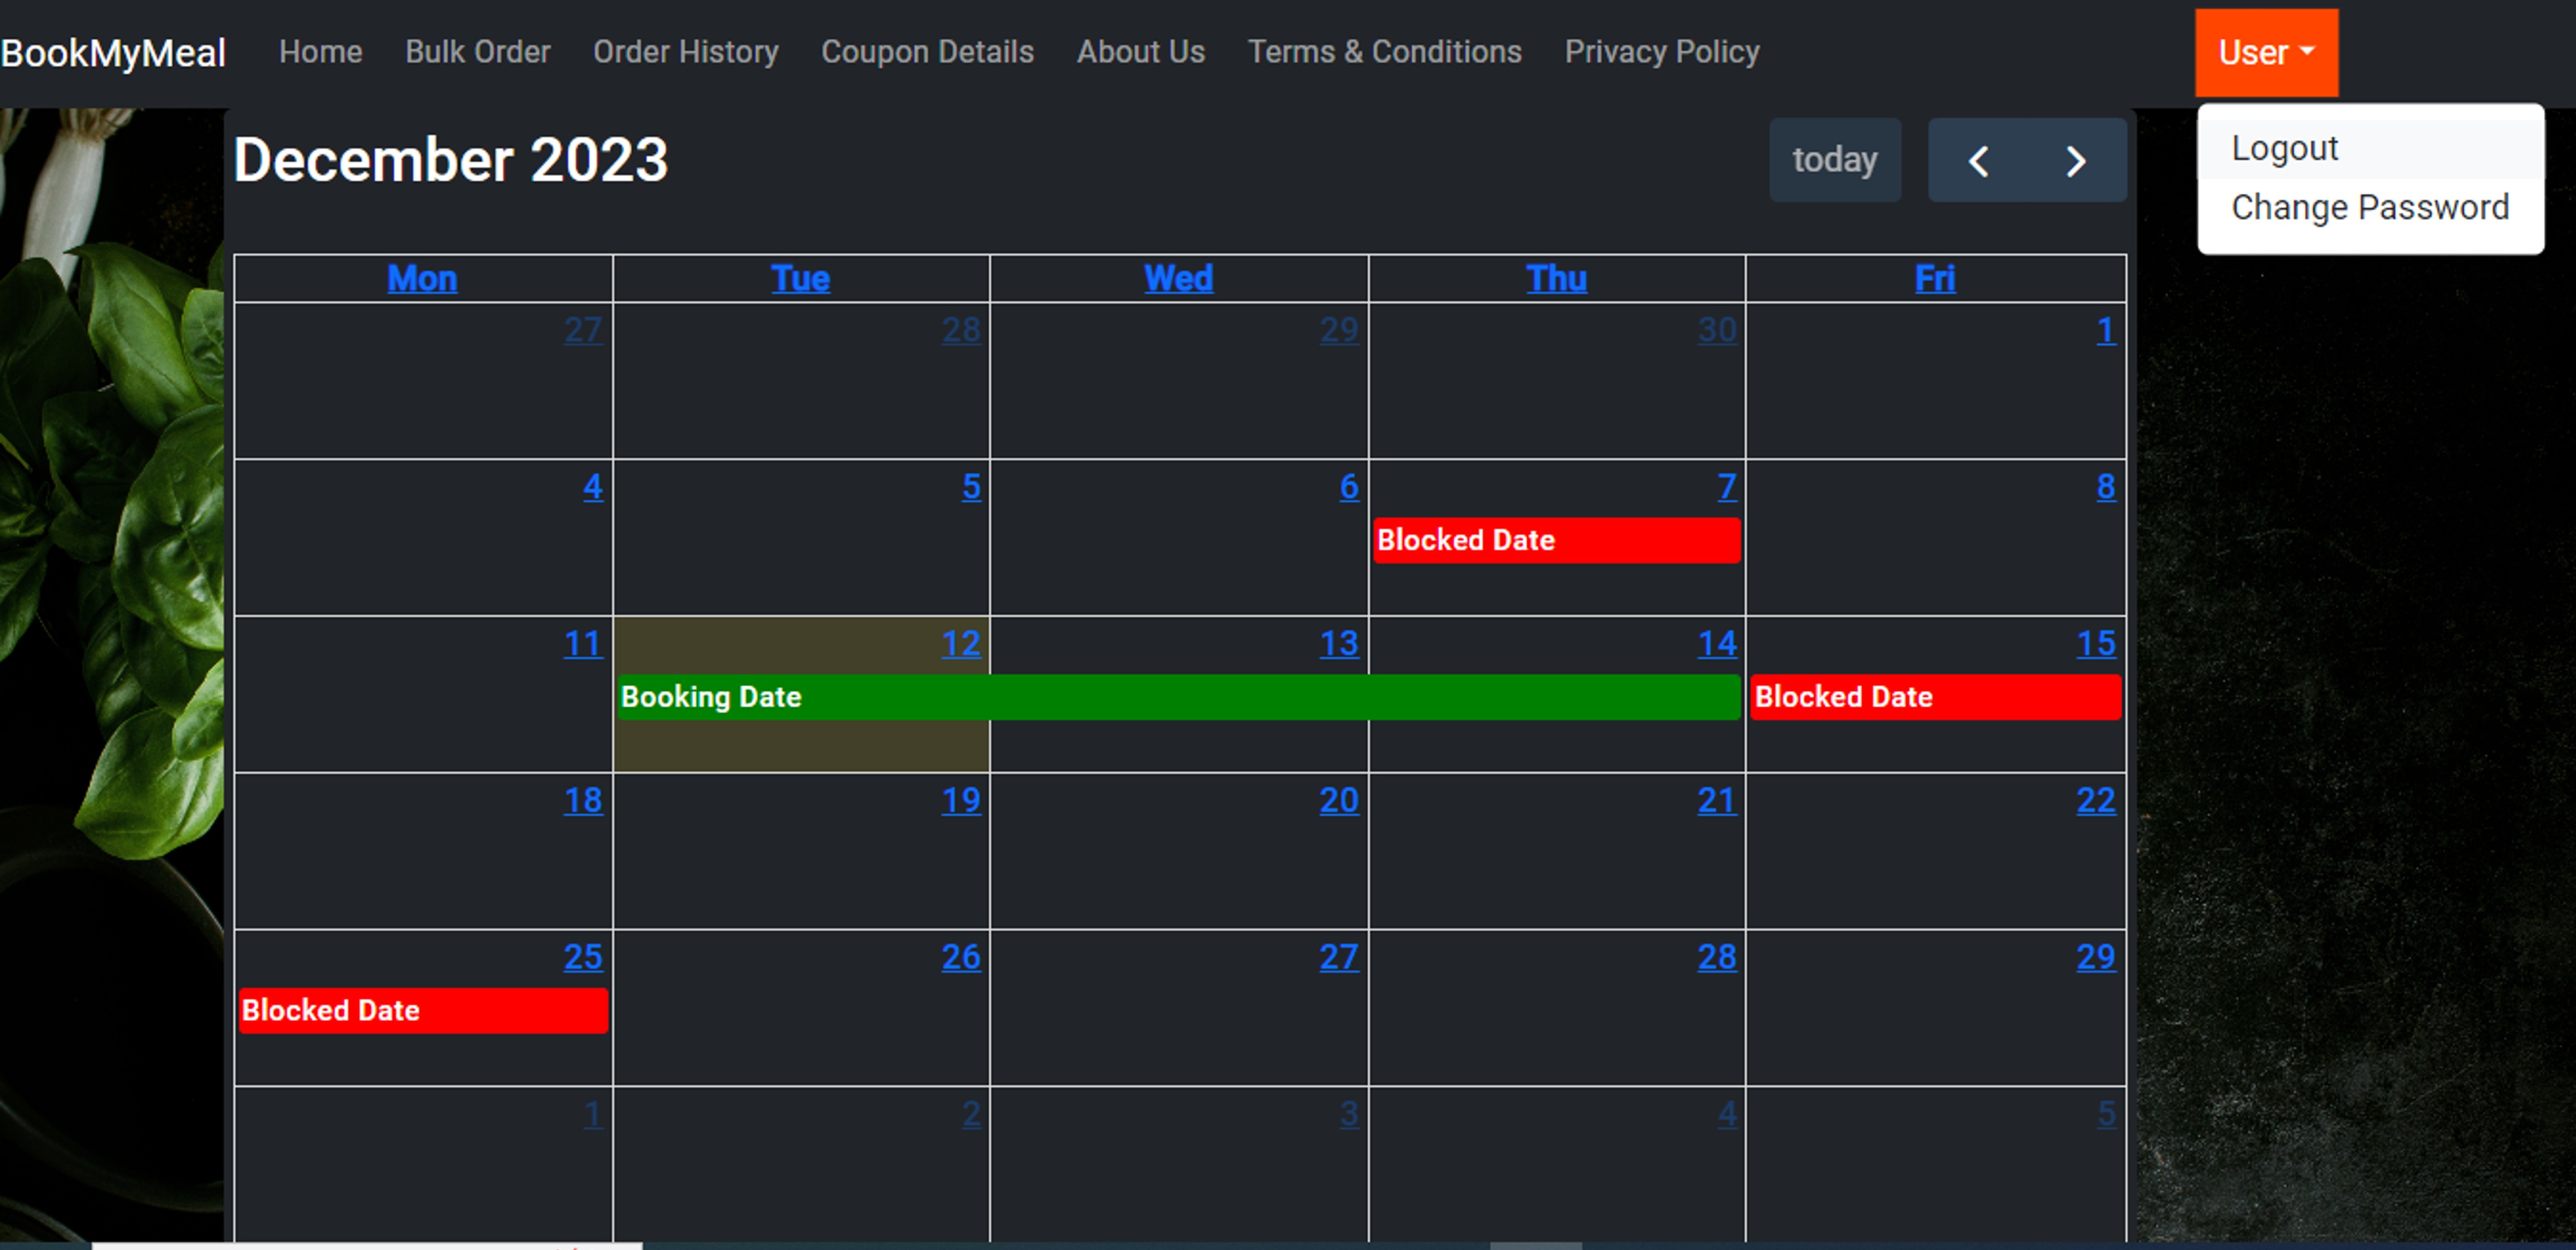 BookMyMeal Home Bulk Order Order History Coupon Details About Us Terms & Conditions Privacy Policy User
Logout
Change Password
December 2023 today
Mon Tue Wed Thu Fri
27 28 29 30 1
4 5 6 7 8
Blocked Date
11 12 13 14 15
Booking Date Blocked Date
18 19 20 21 22
25 26 27 28 29
Blocked Date
1 2 3 4 5